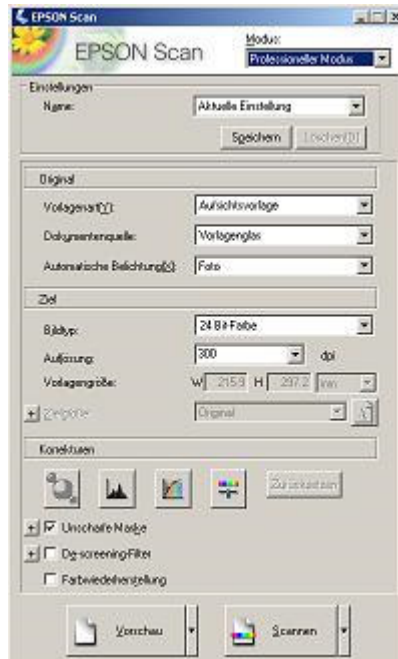 EPSON Scan
EPSON Scan
Modus:
Professioneller Modus
Einstellungen
Name: Aktuelle Einstellung
Speichern Löschen(D)
Original
Vorlagenart(Y): Aufsichtsvorlage
Dokumentenquelle: Vorlagenglas
Automatische Belichtung(X): Foto
Ziel
Bildtyp: 24 Bit-Farbe
Auflösung: 300 dpi
Vorlagengröße: W 215.9 H 297.2 mm
Zielgröße Original
Korrekturen
Zurücksetzen
Unscharfe Maske
De-screening-Filter
Farbwiederherstellung
Vorschau Scannen